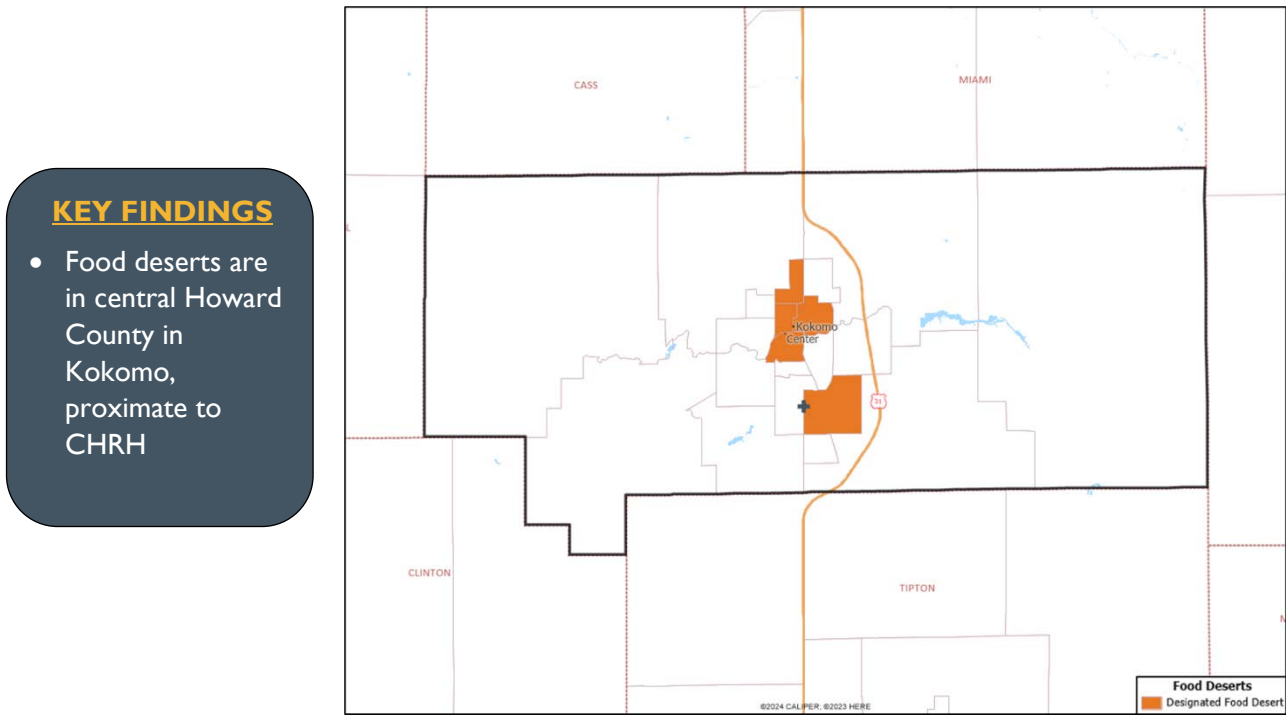 KEY FINDINGS
• Food deserts are
in central Howard
County in
Kokomo,
proximate to
CHRH
CASS
MIAMI
L
Kokomo
Center
31
CLINTON
TIPTON
M
©2024 CALIPER; ©2023 HERE
Food Deserts
Designated Food Desert